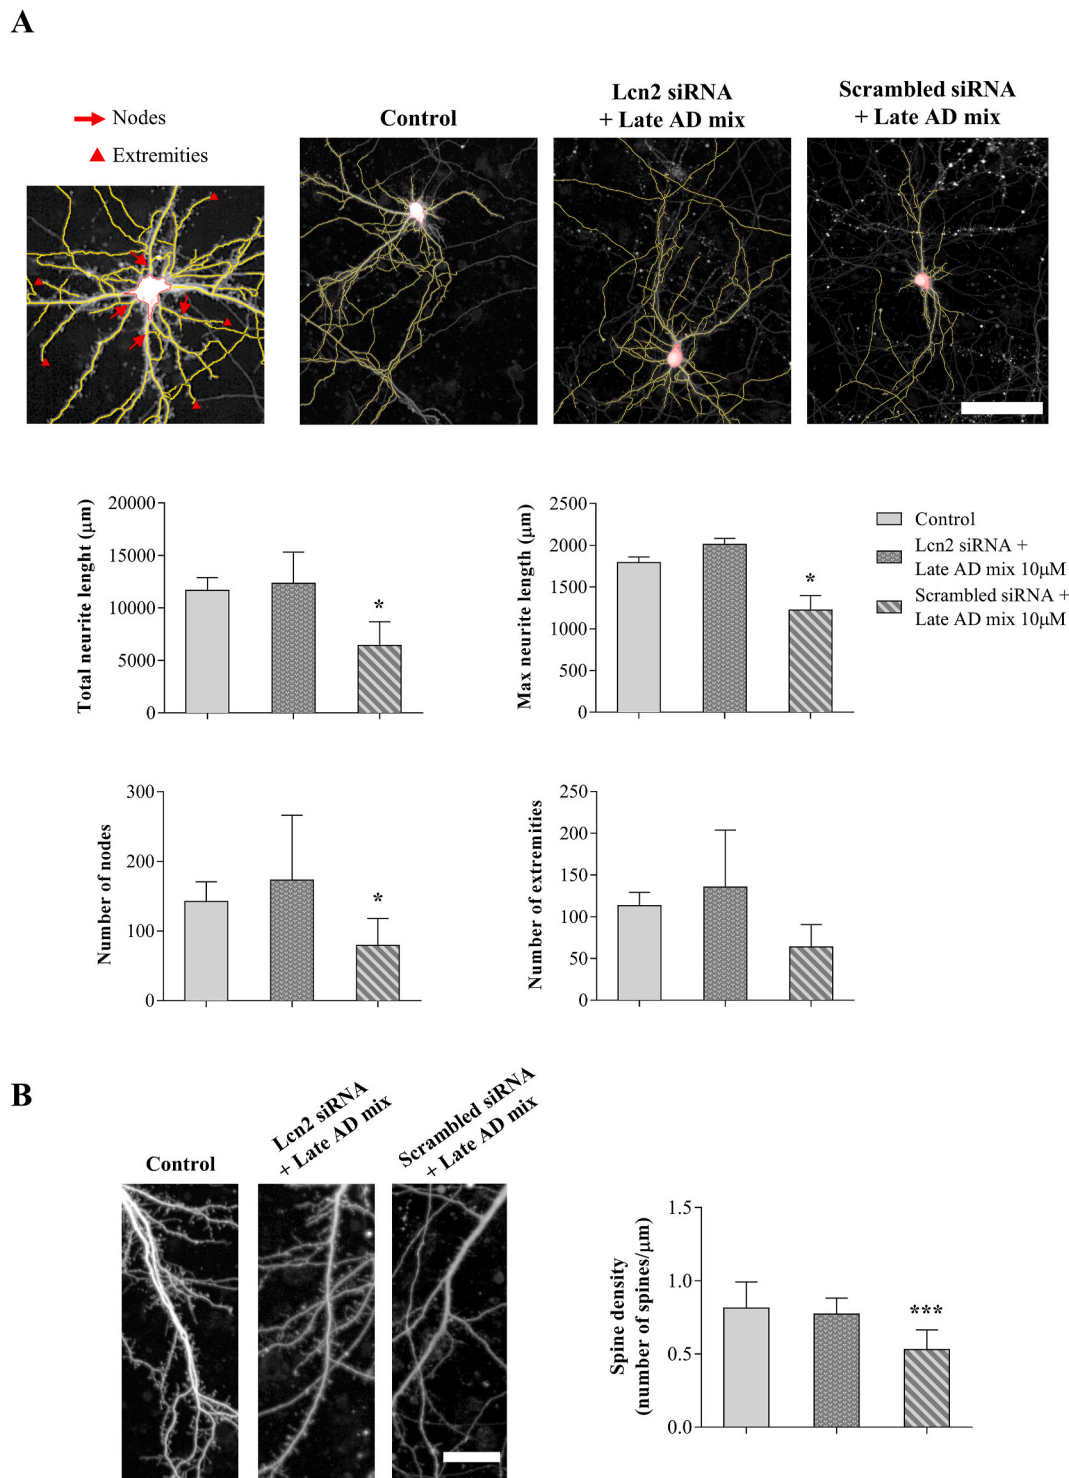 A
Nodes
Extremities
Control
Lcn2 siRNA
+ Late AD mix
Scrambled siRNA
+ Late AD mix
Total neurite lenght (μm)
20000
15000
10000
5000
0
*
Max neurite length (μm)
2500
2000
1500
1000
500
0
*
Control
Lcn2 siRNA +
Late AD mix 10μM
Scrambled siRNA +
Late AD mix 10μM
Number of nodes
300
200
100
0
*
Number of extremities
250
200
150
100
50
0
B
Control
Lcn2 siRNA
+ Late AD mix
Scrambled siRNA
+ Late AD mix
Spine density
(number of spines/μm)
1.5
1.0
0.5
0.0
***